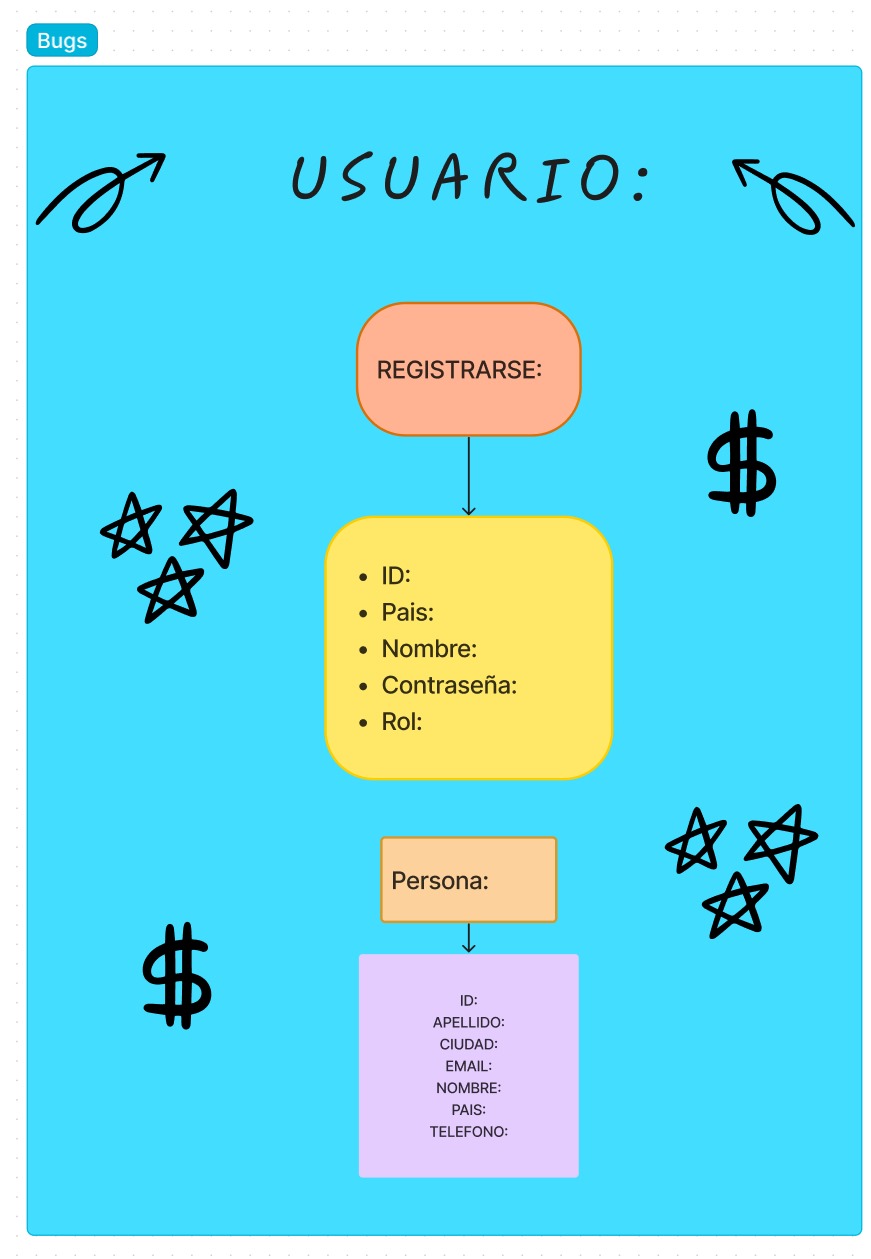 Bugs
USUARIO:
REGISTRARSE:
ID:
Pais:
Nombre:
Contraseña:
Rol:
Persona:
ID:
APELLIDO:
CIUDAD:
EMAIL:
NOMBRE:
PAIS:
TELEFONO: